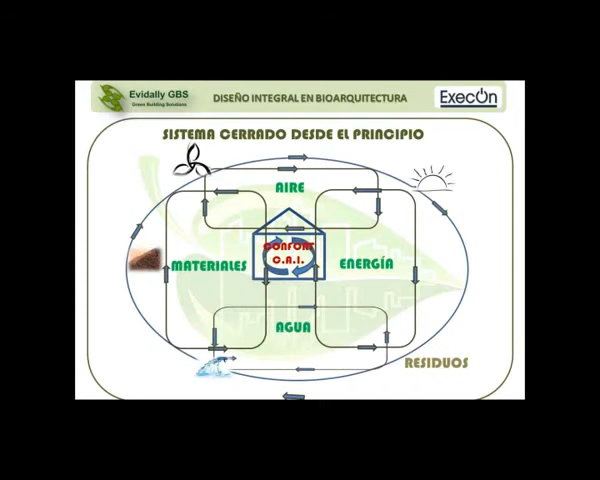 Evidally GBS
Green Building Solutions
DISEÑO INTEGRAL EN BIOARQUITECTURA
ExecOn
SISTEMA CERRADO DESDE EL PRINCIPIO
AIRE
CONFORT
C.A.I.
MATERIALES
ENERGÍA
AGUA
RESIDUOS